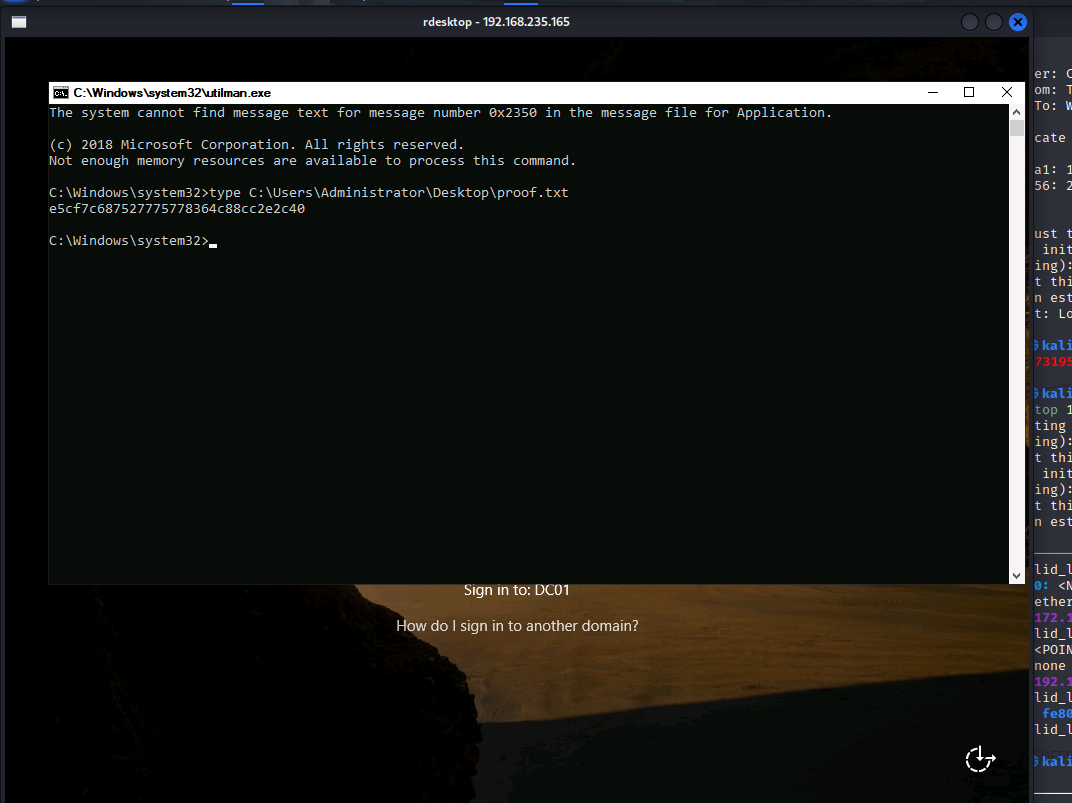 rdesktop - 192.168.235.165
C:\Windows\system32\utilman.exe
The system cannot find message text for message number 0x2350 in the message file for Application.
(c) 2018 Microsoft Corporation. All rights reserved.
Not enough memory resources are available to process this command.
C:\Windows\system32>type C:\Users\Administrator\Desktop\proof.txt
e5cf7c687527775778364c88cc2e2c40
C:\Windows\system32>
Sign in to: DC01
How do I sign in to another domain?
er: C
om: T
To: W
cate
a1: 1
56: 2
ust t
init
ing):
t thi
n est
t: Lo
kali
73195
kali
top 1
ting
ing):
t thi
init
ing):
t thi
n est
lid_l
0: <N
ether
172.1
lid_l
<POIN
none
192.1
lid_l
fe80
lid_l
kali